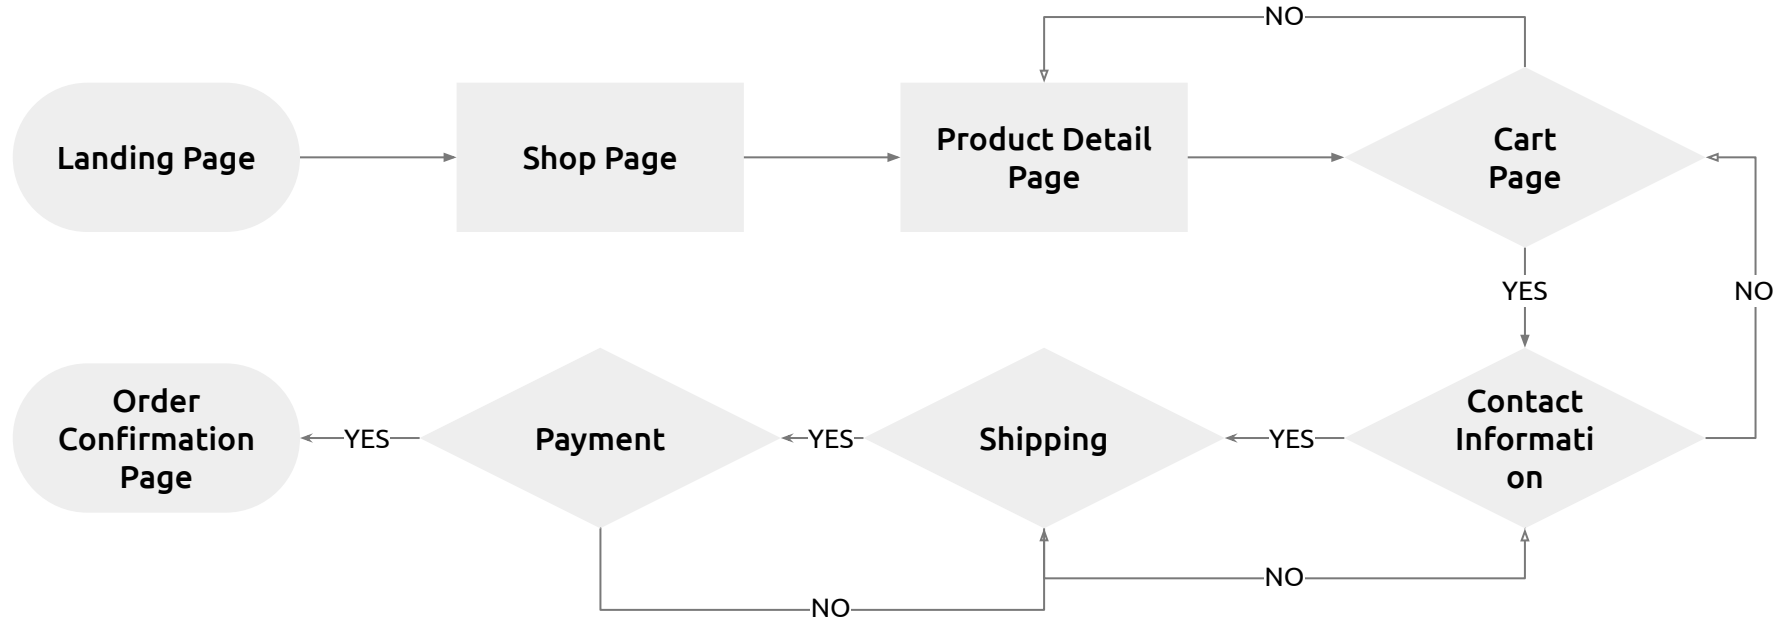 NO
Landing Page
Shop Page
Product Detail
Page
Cart
Page
YES
NO
Order
Confirmation
Page
YES
Payment
YES
Shipping
YES
Contact
Informati
on
NO
NO